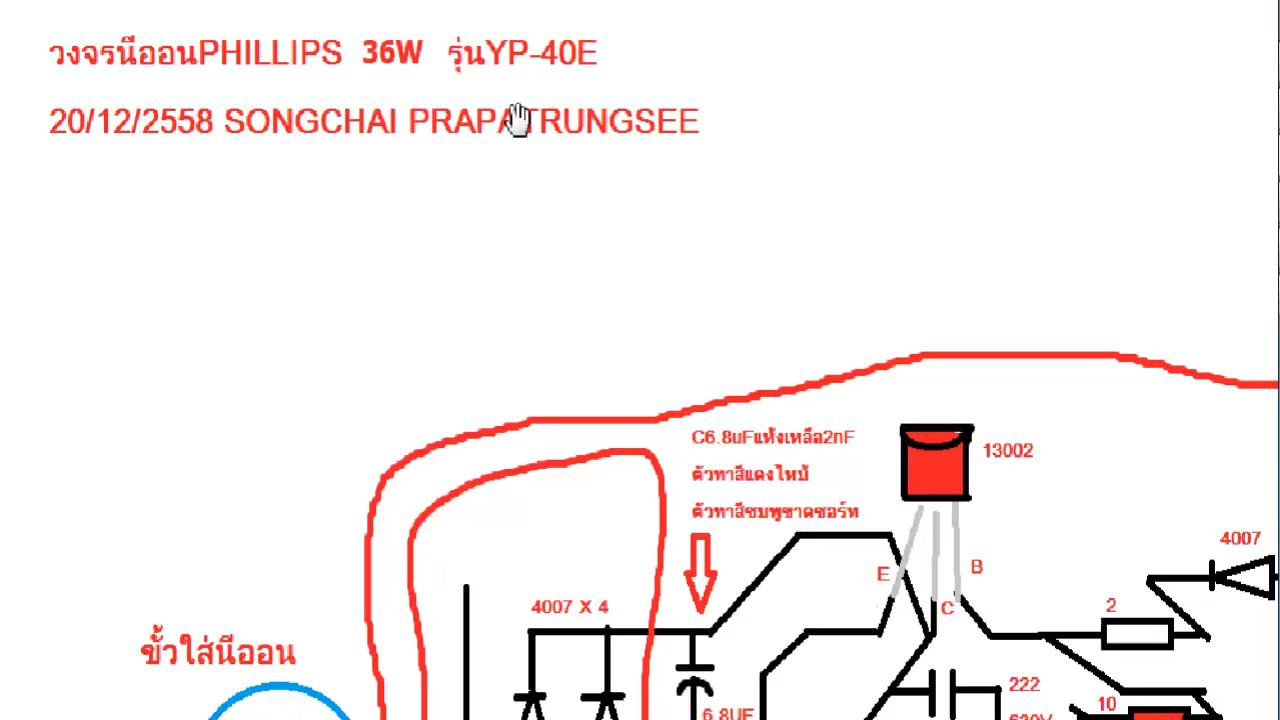 วงจรนีออนPHILLIPS 36W รุ่นYP-40E
20/12/2558 SONGCHAI PRAPATRUNGSEE
C6.8uFแห้งเหลือ2nF
ตัวทาสีแดงไหม้
ตัวทาสีชมพูขาดซอร์ท
13002
4007
E
B
C
4007 X 4
2
ขั้วใส่นีออน
222
10
6.8UF
630V